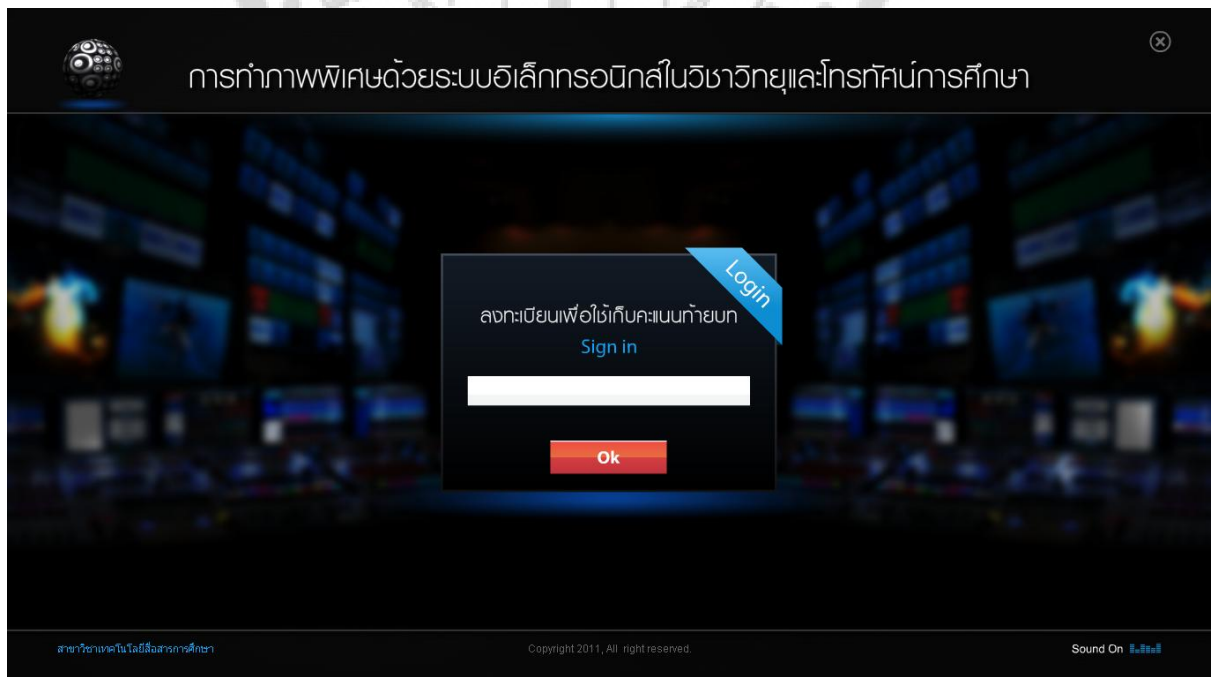 การทำภาพพิเศษด้วยระบบอิเล็กทรอนิกส์ในวิชาวิทยุและโทรทัศน์การศึกษา
Login
ลงทะเบียนเพื่อใช้เก็บคะแนนท้ายบท
Sign in
Ok
สาขาวิชาเทคโนโลยีสื่อสารการศึกษา
Copyright 2011, All right reserved.
Sound On